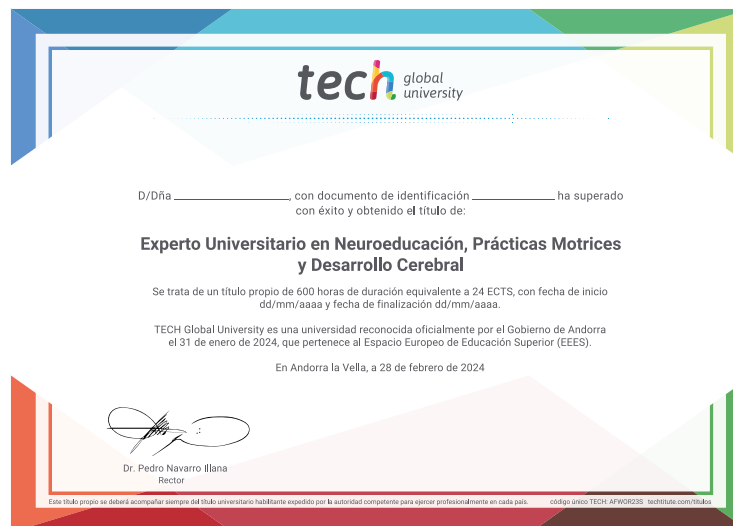 tech global university
D/Dña ______________, con documento de identificación ______________ ha superado
con éxito y obtenido el título de:
Experto Universitario en Neuroeducación, Prácticas Motrices
y Desarrollo Cerebral
Se trata de un título propio de 600 horas de duración equivalente a 24 ECTS, con fecha de inicio
dd/mm/aaaa y fecha de finalización dd/mm/aaaa.
TECH Global University es una universidad reconocida oficialmente por el Gobierno de Andorra
el 31 de enero de 2024, que pertenece al Espacio Europeo de Educación Superior (EEES).
En Andorra la Vella, a 28 de febrero de 2024
Dr. Pedro Navarro Illana
Rector
Este título propio se deberá acompañar siempre del título universitario habilitante expedido por la autoridad competente para ejercer profesionalmente en cada país. código único TECH: AFWOR23S techtitute.com/titulos